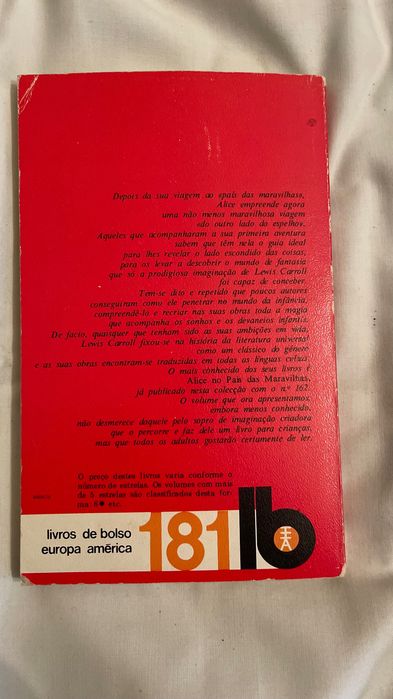 Depois da sua viagem ao «país das maravilhas»,
Alice empreende agora
uma não menos maravilhosa viagem
«do outro lado do espelho».
Aqueles que acompanharam a sua primeira aventura
sabem que têm nela o guia ideal
para lhes revelar o lado escondido das coisas,
para os levar a descobrir o mundo de fantasia
que só a prodigiosa imaginação de Lewis Carroll
foi capaz de conceber.
Tem-se dito e repetido que poucos autores
conseguiram como ele penetrar no mundo da infância,
compreendê-lo e recriar nas suas obras toda a magia
que acompanha os sonhos e os devaneios infantis.
De facto, quaisquer que tenham sido as suas ambições em vida,
Lewis Carroll fixou-se na história da literatura universal
como um clássico do género
e as suas obras encontram-se traduzidas em todas as línguas cultas.
O mais conhecido dos seus livros é
Alice no País das Maravilhas,
já publicado nesta colecção com o n.º 162.
O volume que ora apresentamos,
embora menos conhecido,
não desmerece daquele pelo sopro de imaginação criadora
que o percorre e faz dele um livro para crianças,
mas que todos os adultos gostarão certamente de ler.
O preço destes livros varia conforme o
número de estrelas. Os volumes com mais
de 5 estrelas são classificados desta for-
ma 6● etc.
livros de bolso
europa américa
181
lb
EA